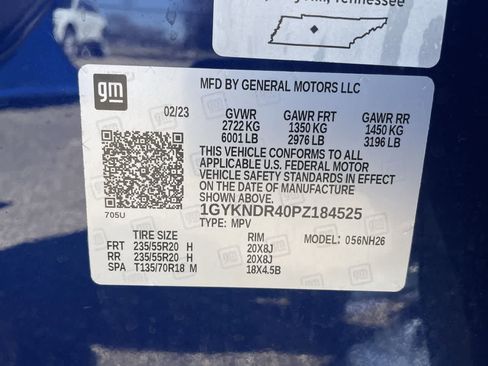 Tennessee
gm
MFD BY GENERAL MOTORS LLC
02/23
GVWR GAWR FRT GAWR RR
2722 KG 1350 KG 1450 KG
6001 LB 2976 LB 3196 LB
THIS VEHICLE CONFORMS TO ALL
APPLICABLE U.S. FEDERAL MOTOR
VEHICLE SAFETY STANDARDS IN EFFECT
ON THE DATE OF MANUFACTURE
SHOWN ABOVE.
705U
1GYKNDR40PZ184525
TYPE: MPV
TIRE SIZE RIM MODEL: 056NH26
FRT 235/55R20 H 20X8J
RR 235/55R20 H 20X8J
SPA T135/70R18 M 18X4.5B